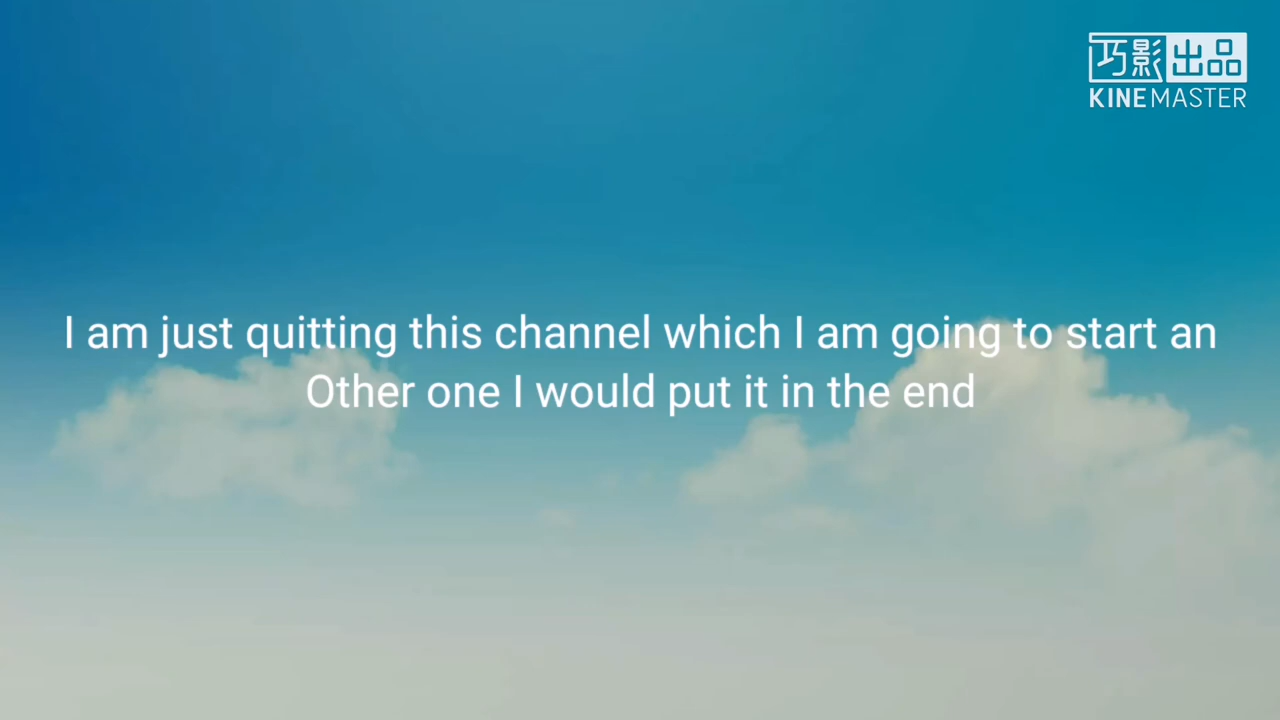 巧影出品
KINEMASTER
I am just quitting this channel which I am going to start an
Other one I would put it in the end